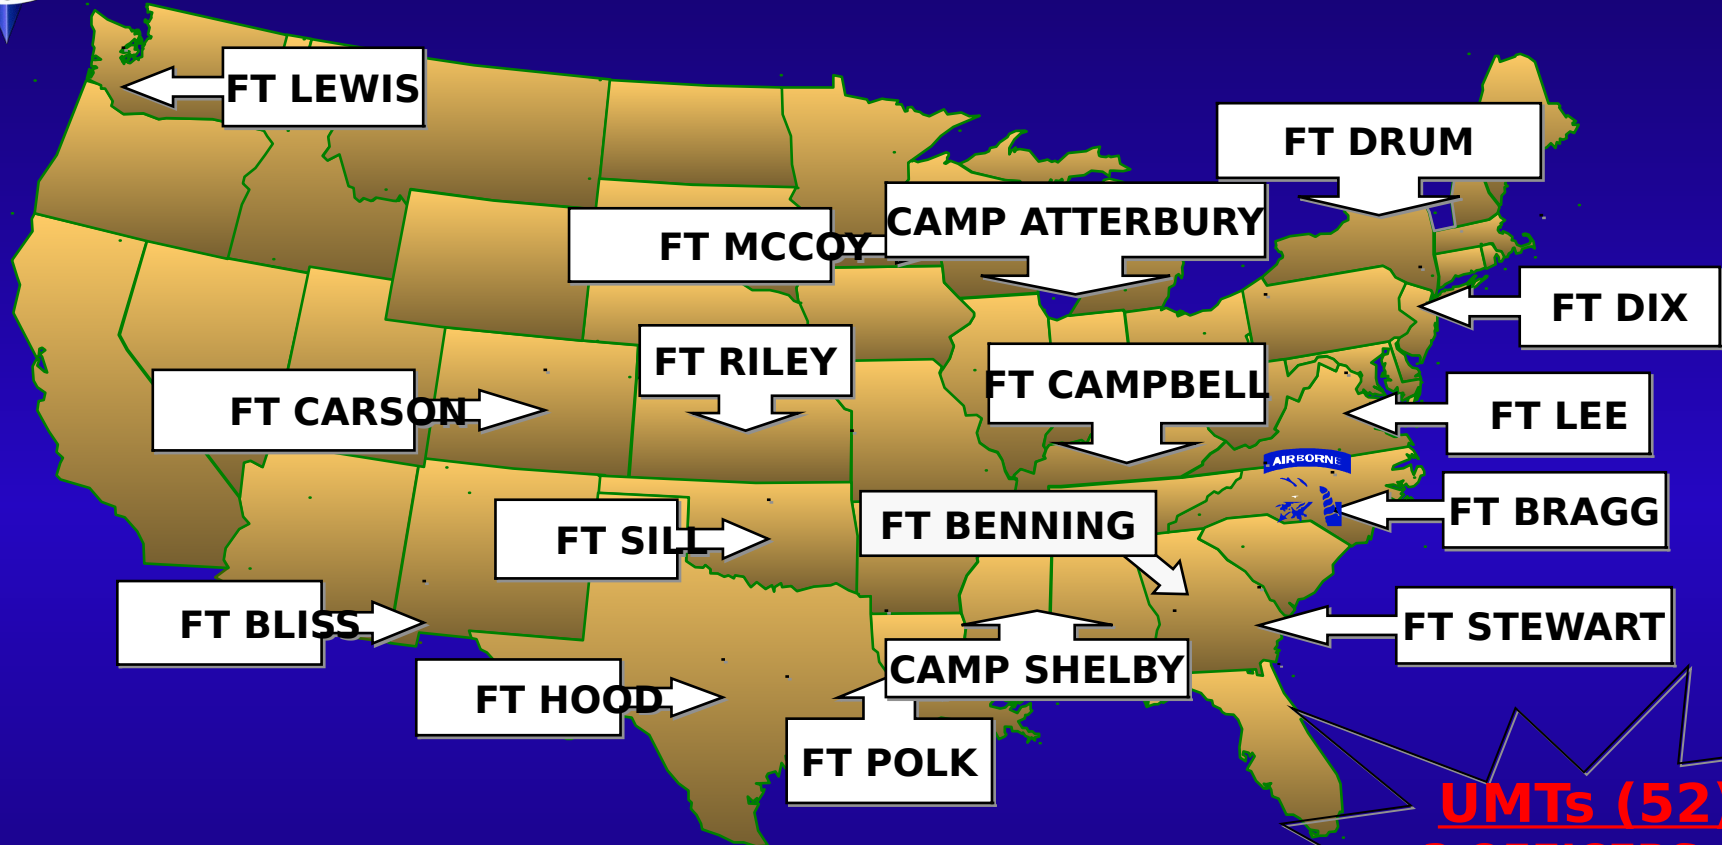 FT LEWIS
FT DRUM
CAMP ATTERBURY
FT MCCOY
FT DIX
FT RILEY
FT CAMPBELL
FT CARSON
FT LEE
AIRBORNE
FT BRAGG
FT BENNING
FT SILL
FT BLISS
FT STEWART
CAMP SHELBY
FT HOOD
FT POLK
UMTs (52)